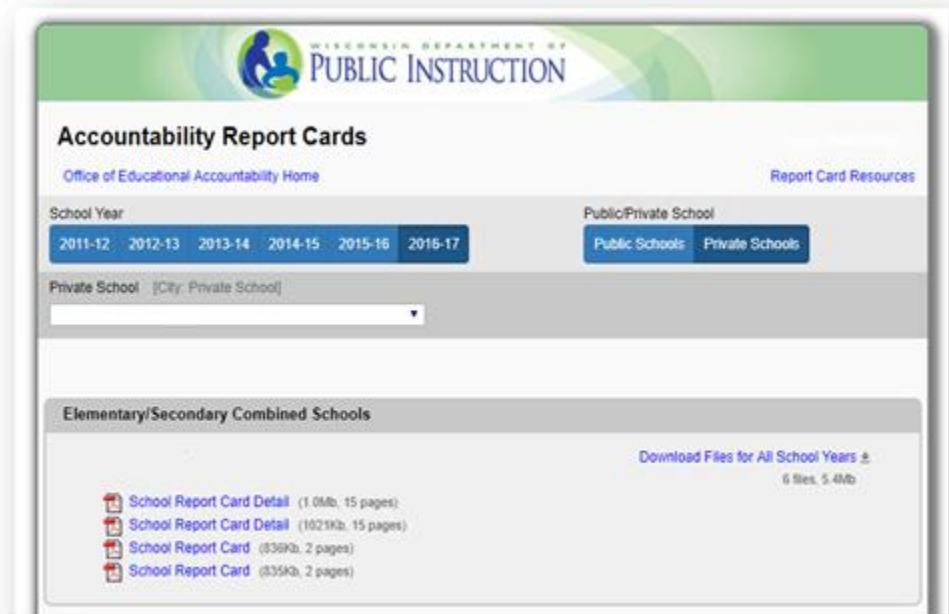 WISCONSIN DEPARTMENT OF
PUBLIC INSTRUCTION
Accountability Report Cards
Office of Educational Accountability Home
Report Card Resources
School Year
Public/Private School
2011-12 2012-13 2013-14 2014-15 2015-16 2016-17
Public Schools Private Schools
Private School [City: Private School]
Elementary/Secondary Combined Schools
Download Files for All School Years
6 files, 5.4Mb
School Report Card Detail (1.0Mb, 15 pages)
School Report Card Detail (1021Kb, 15 pages)
School Report Card (836Kb, 2 pages)
School Report Card (835Kb, 2 pages)